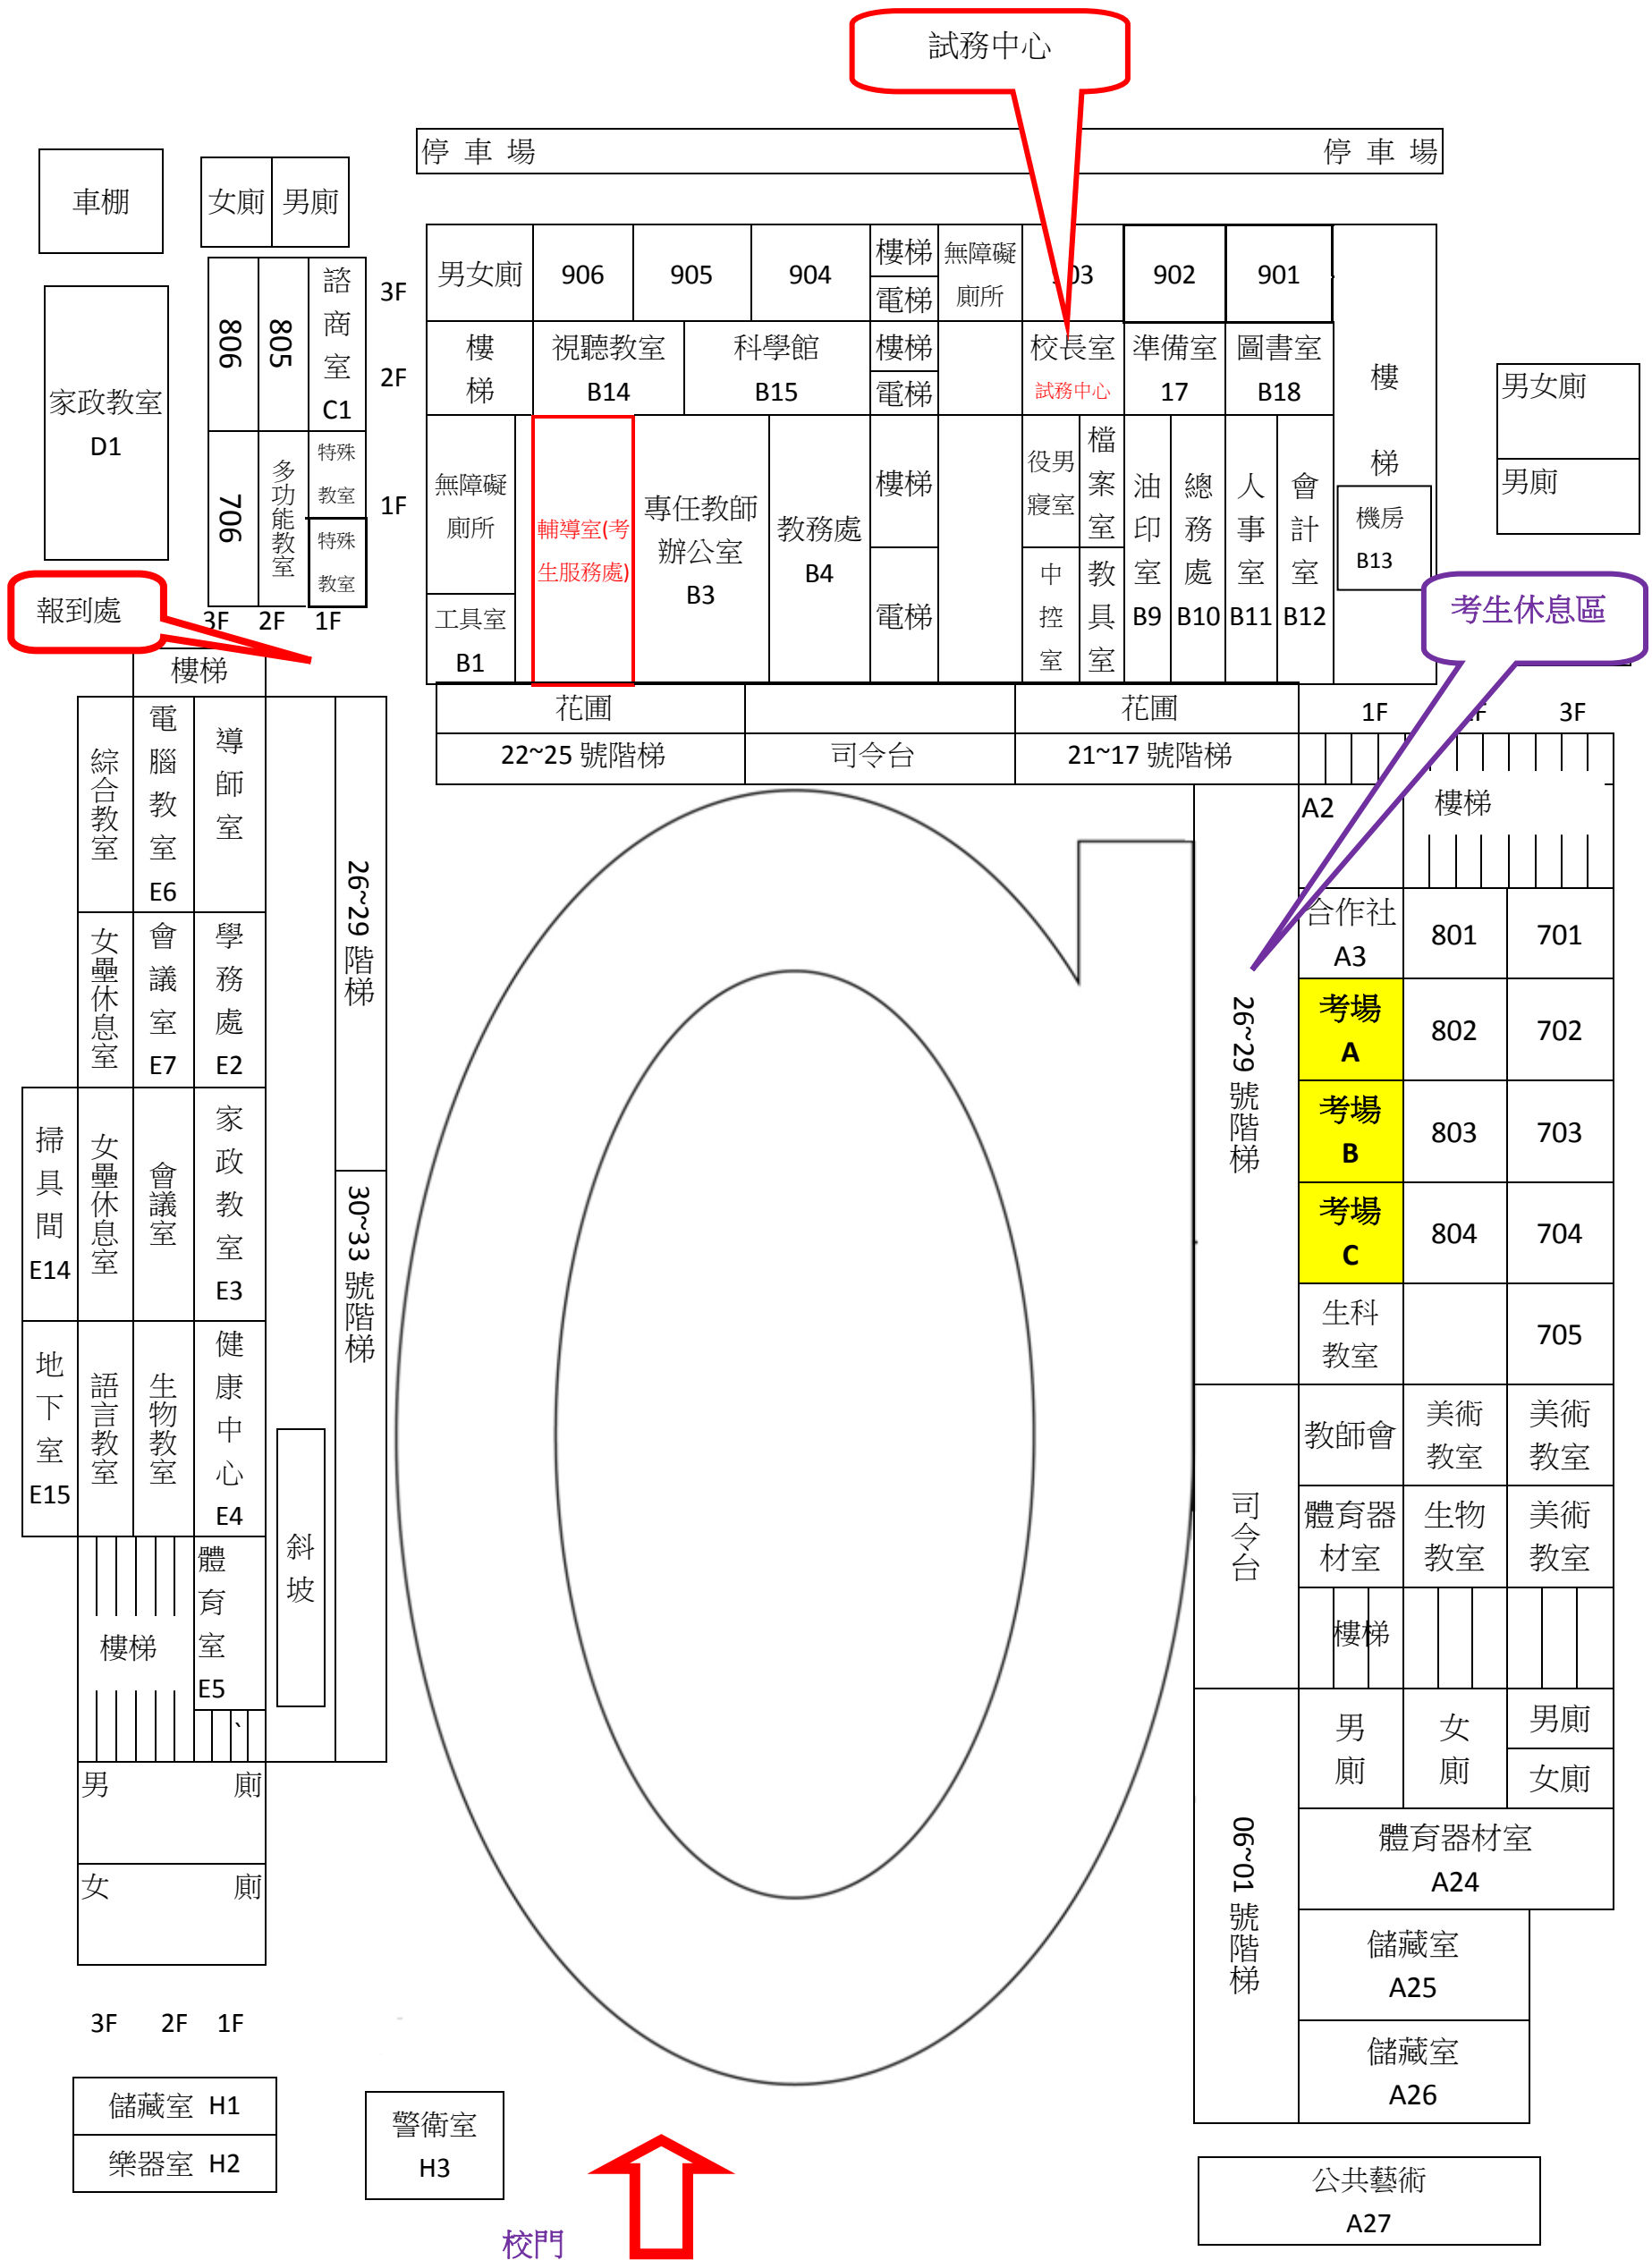 試務中心
停 車 場
停 車 場
車棚
女廁
男廁
男女廁
906
905
904
樓梯
電梯
無障礙
廁所
902
901
3F
諮商室
C1
805
806
家政教室
D1
2F
樓梯
視聽教室
B14
科學館
B15
樓梯
電梯
校長室
試務中心
準備室
17
圖書室
B18
樓梯
男女廁
男廁
706
多功能教室
特殊
教室
特殊
教室
1F
無障礙
廁所
工具室
B1
輔導室(考
生服務處)
專任教師
辦公室
B3
教務處
B4
樓梯
電梯
役男
寢室
檔案室
中控室
教具室
油印室
B9
總務處
B10
人事室
B11
會計室
B12
機房
B13
報到處
3F 2F 1F
考生休息區
樓梯
花圃
花圃
22~25 號階梯
司令台
21~17 號階梯
1F
3F
綜合教室
電腦教室
E6
導師室
26~29 階梯
A2
樓梯
女壘休息室
會議室
E7
學務處
E2
合作社
A3
801
701
26~29 號階梯
考場
A
802
702
考場
B
803
703
考場
C
804
704
生科
教室
705
掃具間
E14
女壘休息室
會議室
家政教室
E3
30~33 號階梯
地下室
E15
語言教室
生物教室
健康中心
E4
斜坡
司令台
教師會
美術
教室
美術
教室
體育器
材室
生物
教室
美術
教室
樓梯
體育室
E5
、
樓梯
男 廁
女 廁
06~01 號階梯
男廁
女廁
男廁
女廁
體育器材室
A24
儲藏室
A25
儲藏室
A26
3F 2F 1F
儲藏室 H1
樂器室 H2
警衛室
H3
校門
公共藝術
A27